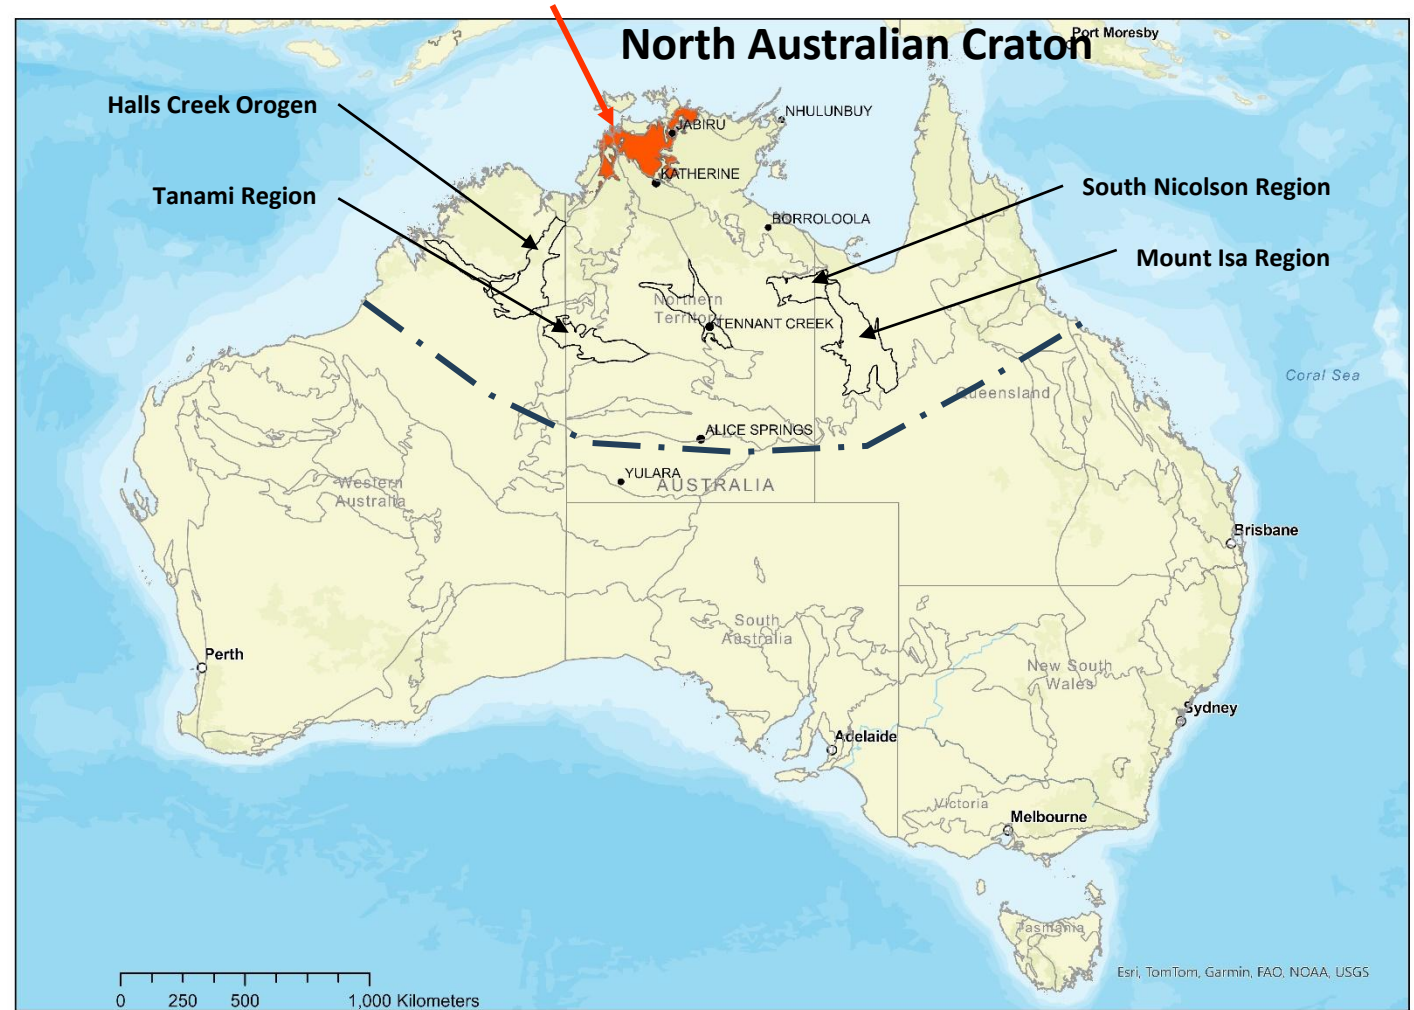 North Australian Craton
Port Moresby
Halls Creek Orogen
NHULUNBUY
JABIRU
KATHERINE
Tanami Region
South Nicolson Region
BORROLOOLA
Mount Isa Region
Northern
Territory
TENNANT CREEK
Coral Sea
Queensland
ALICE SPRINGS
YULARA
AUSTRALIA
Western
Australia
Brisbane
South
Australia
Perth
New South
Wales
Sydney
Adelaide
Victoria
Melbourne
Tasmania
Esri, TomTom, Garmin, FAO, NOAA, USGS
0 250 500 1,000 Kilometers